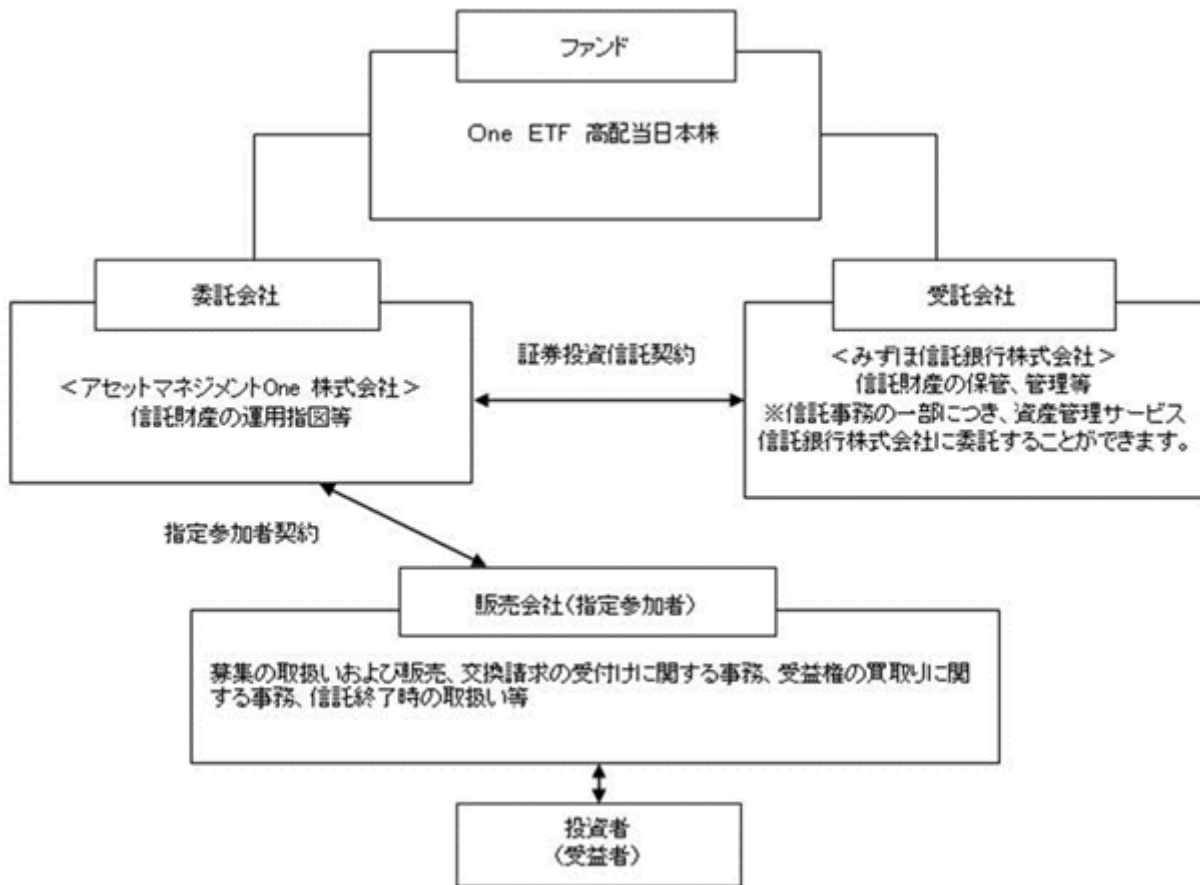 ファンド
One ETF 高配当日本株
委託会社
<アセットマネジメントOne 株式会社>
信託財産の運用指図等
証券投資信託契約
受託会社
<みずほ信託銀行株式会社>
信託財産の保管、管理等
※信託事務の一部につき、資産管理サービス
信託銀行株式会社に委託することができます。
指定参加者契約
販売会社〈指定参加者〉
募集の取扱いおよび販売、交換請求の受付けに関する事務、受益権の買取りに関
する事務、信託終了時の取扱い等
投資者
〈受益者〉